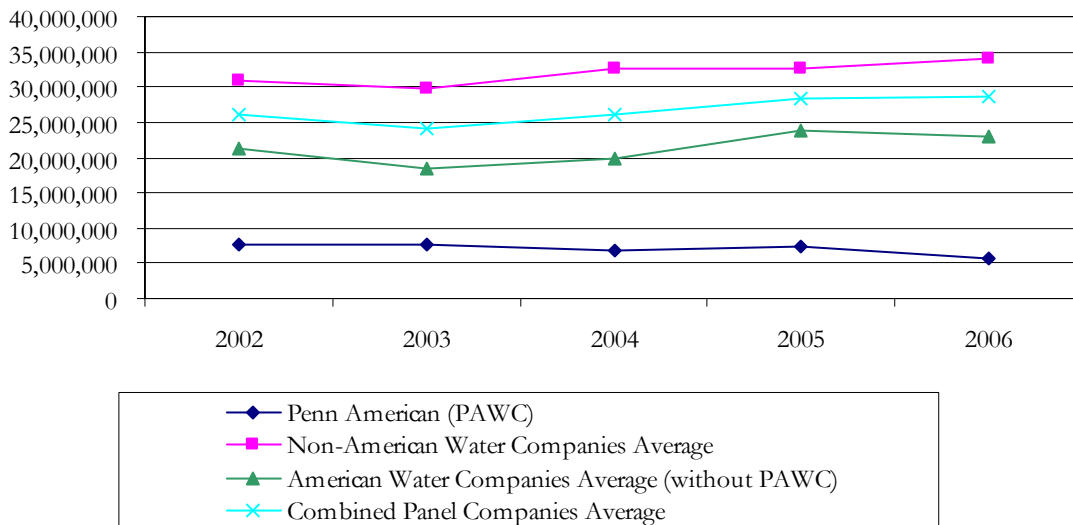 40,000,000
35,000,000
30,000,000
25,000,000
20,000,000
15,000,000
10,000,000
5,000,000
0
2002 2003 2004 2005 2006
Penn American (PAWC)
Non-American Water Companies Average
American Water Companies Average (without PAWC)
Combined Panel Companies Average